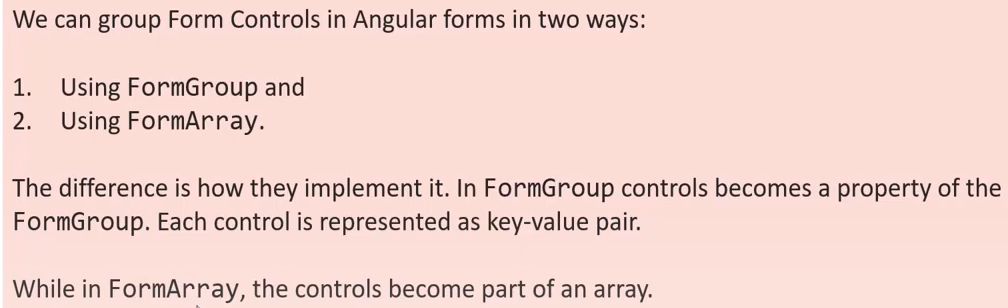 We can group Form Controls in Angular forms in two ways:
1. Using FormGroup and
2. Using FormArray.
The difference is how they implement it. In FormGroup controls becomes a property of the
FormGroup. Each control is represented as key-value pair.
While in FormArray, the controls become part of an array.